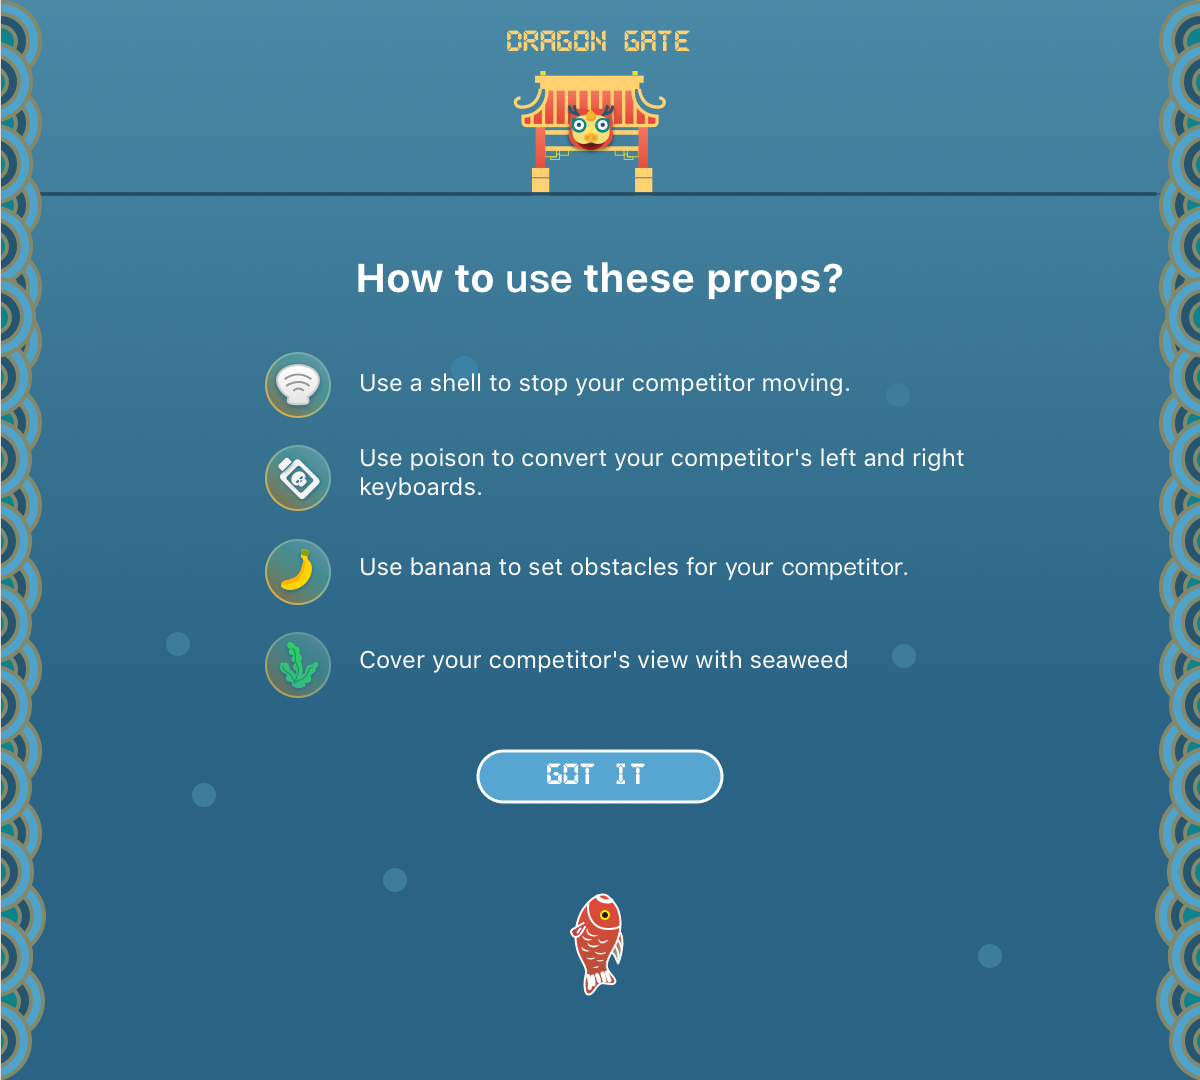 DRAGON GATE
How to use these props?
Use a shell to stop your competitor moving.
Use poison to convert your competitor's left and right
keyboards.
Use banana to set obstacles for your competitor.
Cover your competitor's view with seaweed
GOT IT